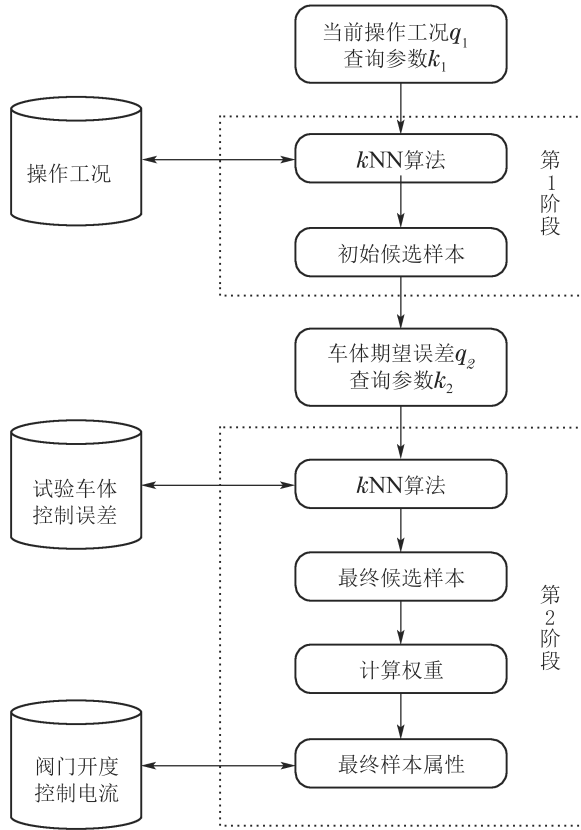 当前操作工况q₁
查询参数k₁
操作工况
kNN算法
初始候选样本
第1阶段
车体期望误差q₂
查询参数k₂
试验车体
控制误差
kNN算法
最终候选样本
计算权重
第2阶段
阀门开度
控制电流
最终样本属性